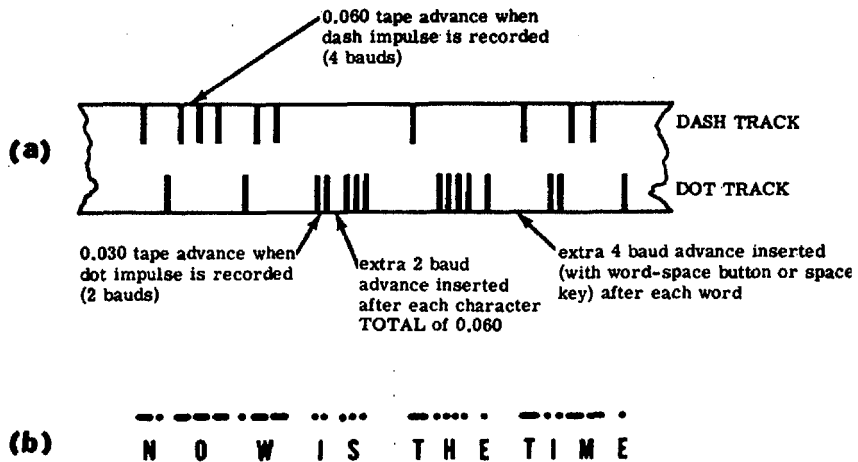 0.060 tape advance when
dash impulse is recorded
(4 bauds)
(a)
DASH TRACK
DOT TRACK
0.030 tape advance when
dot impulse is recorded
(2 bauds)
extra 2 baud
advance inserted
after each character
TOTAL of 0.060
extra 4 baud advance inserted
(with word-space button or space
key) after each word
(b)
N O W I S T H E T I M E